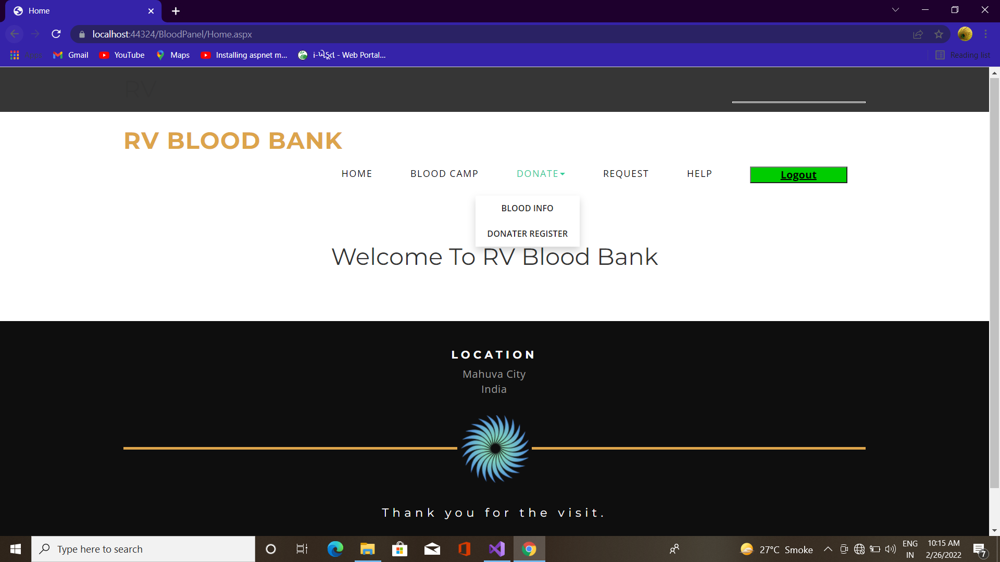 Home
localhost:44324/BloodPanel/Home.aspx
Apps
Gmail
YouTube
Maps
Installing aspnet m...
i-ખેડૂત - Web Portal...
Reading list
RV
RV BLOOD BANK
HOME
BLOOD CAMP
DONATE
REQUEST
HELP
Logout
BLOOD INFO
DONATER REGISTER
Welcome To RV Blood Bank
LOCATION
Mahuva City
India
Thank you for the visit.
Type here to search
27°C Smoke
ENG
IN
10:15 AM
2/26/2022
7